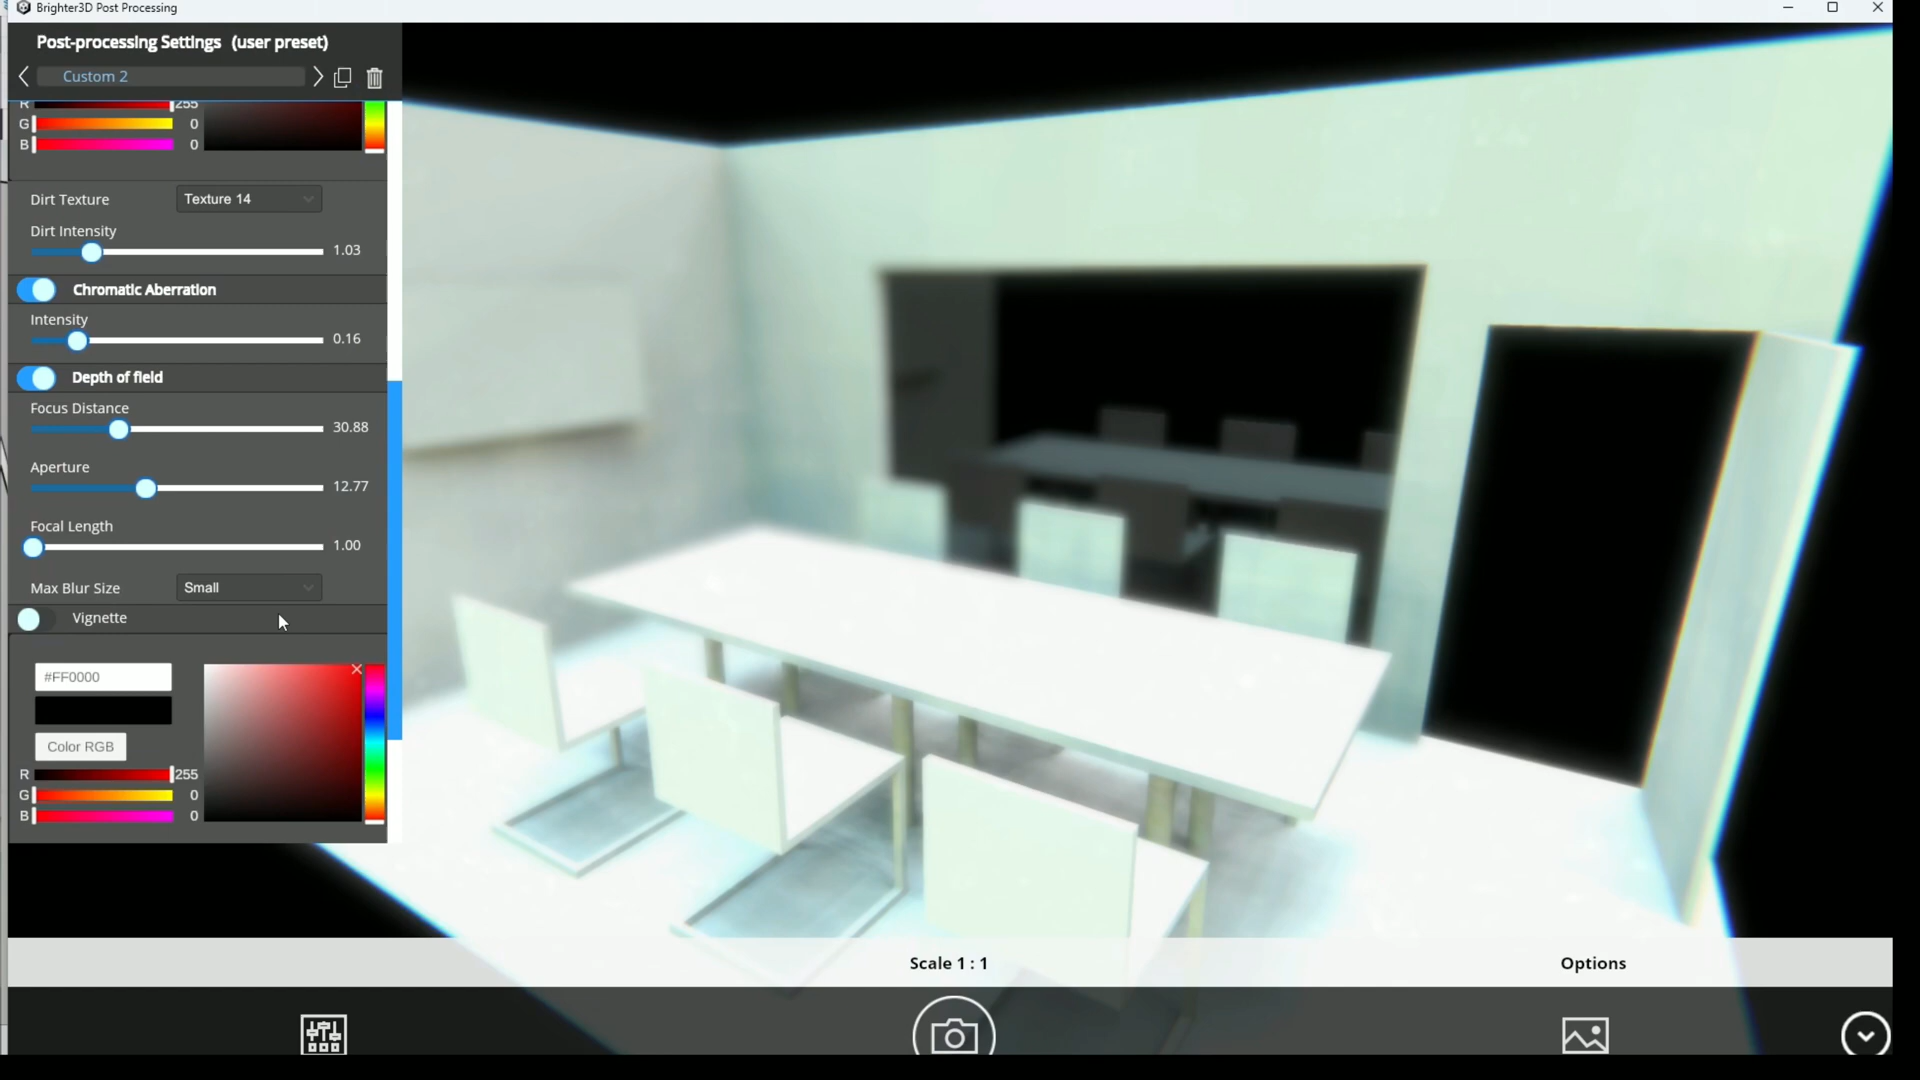 Brighter3D Post Processing
Post-processing Settings (user preset)
Custom 2
R 255
G 0
B 0
Dirt Texture Texture 14
Dirt Intensity
1.03
Chromatic Aberration
Intensity
0.16
Depth of field
Focus Distance
30.88
Aperture
12.77
Focal Length
1.00
Max Blur Size Small
Vignette
#FF0000
Color RGB
R 255
G 0
B 0
Scale 1 : 1
Options